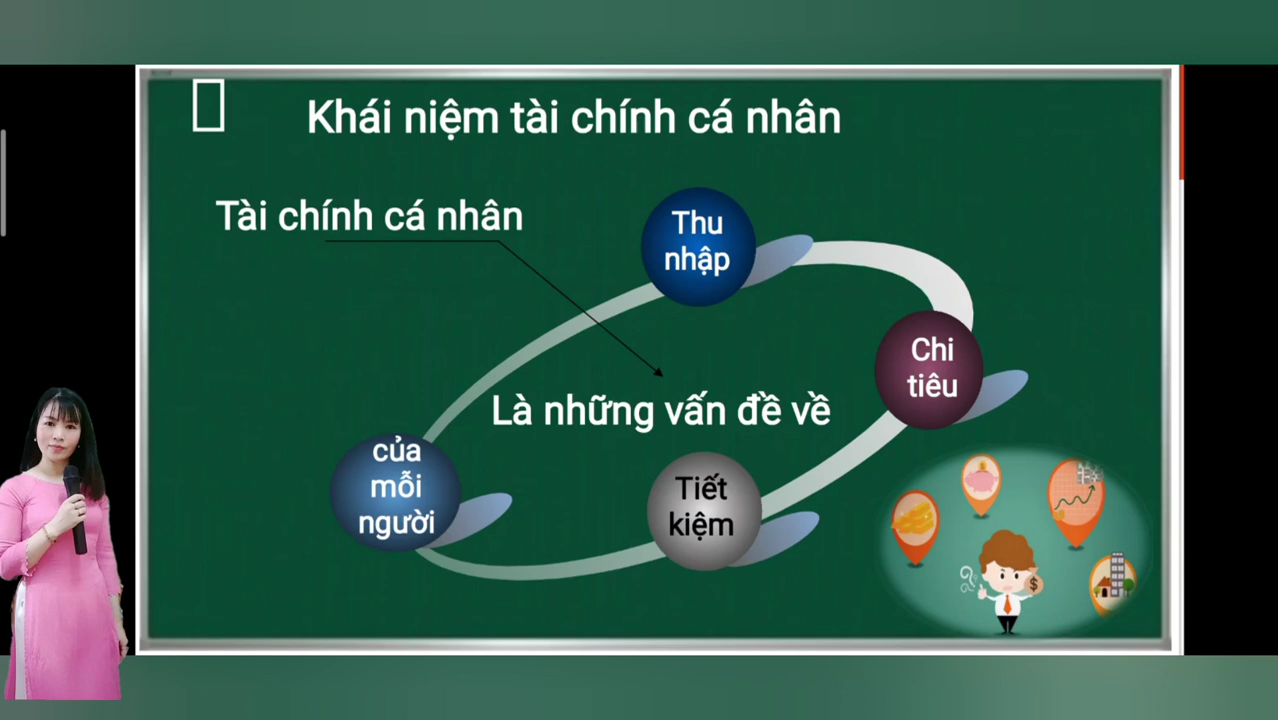 Khái niệm tài chính cá nhân
Tài chính cá nhân
Thu
nhập
Chi
tiêu
Là những vấn đề về
Tiết
kiệm
của
mỗi
người
$